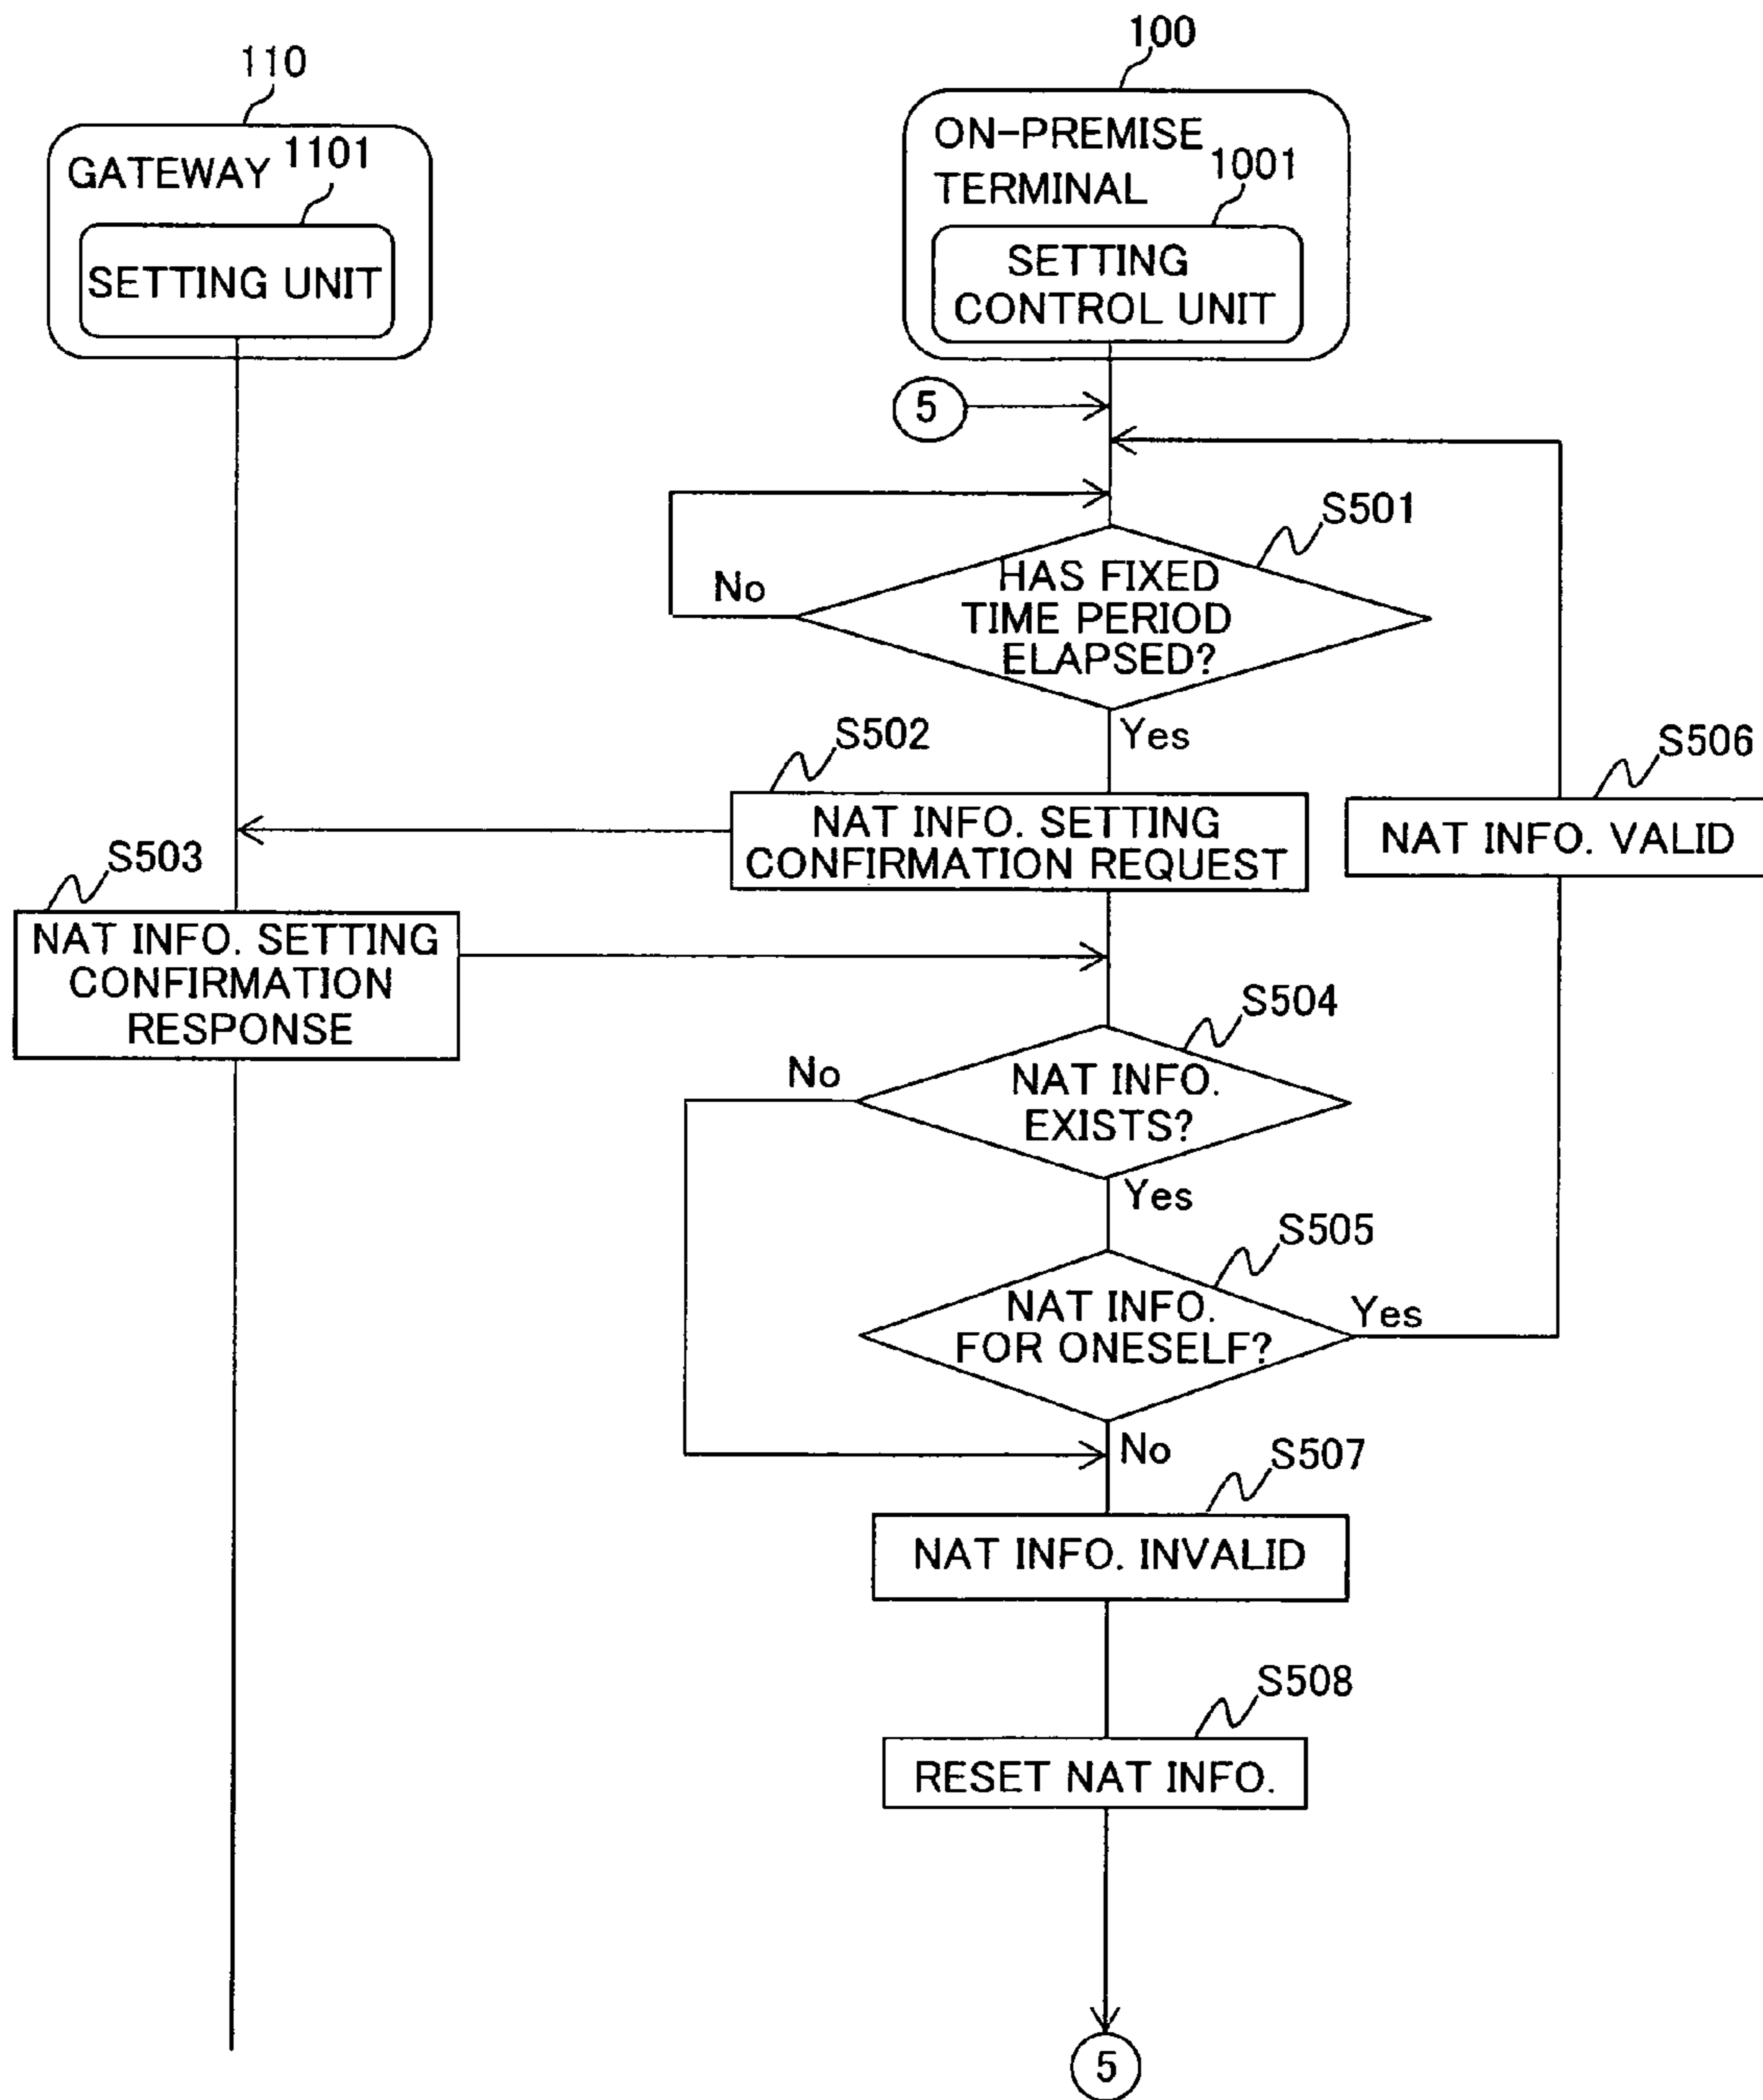 110
GATEWAY
1101
SETTING UNIT
100
ON-PREMISE
TERMINAL
1001
SETTING
CONTROL UNIT
5
S501
HAS FIXED
TIME PERIOD
ELAPSED?
No
Yes
S502
NAT INFO. SETTING
CONFIRMATION REQUEST
S506
NAT INFO. VALID
S503
NAT INFO. SETTING
CONFIRMATION
RESPONSE
S504
NAT INFO.
EXISTS?
No
Yes
S505
NAT INFO.
FOR ONESELF?
Yes
No
S507
NAT INFO. INVALID
S508
RESET NAT INFO.
5